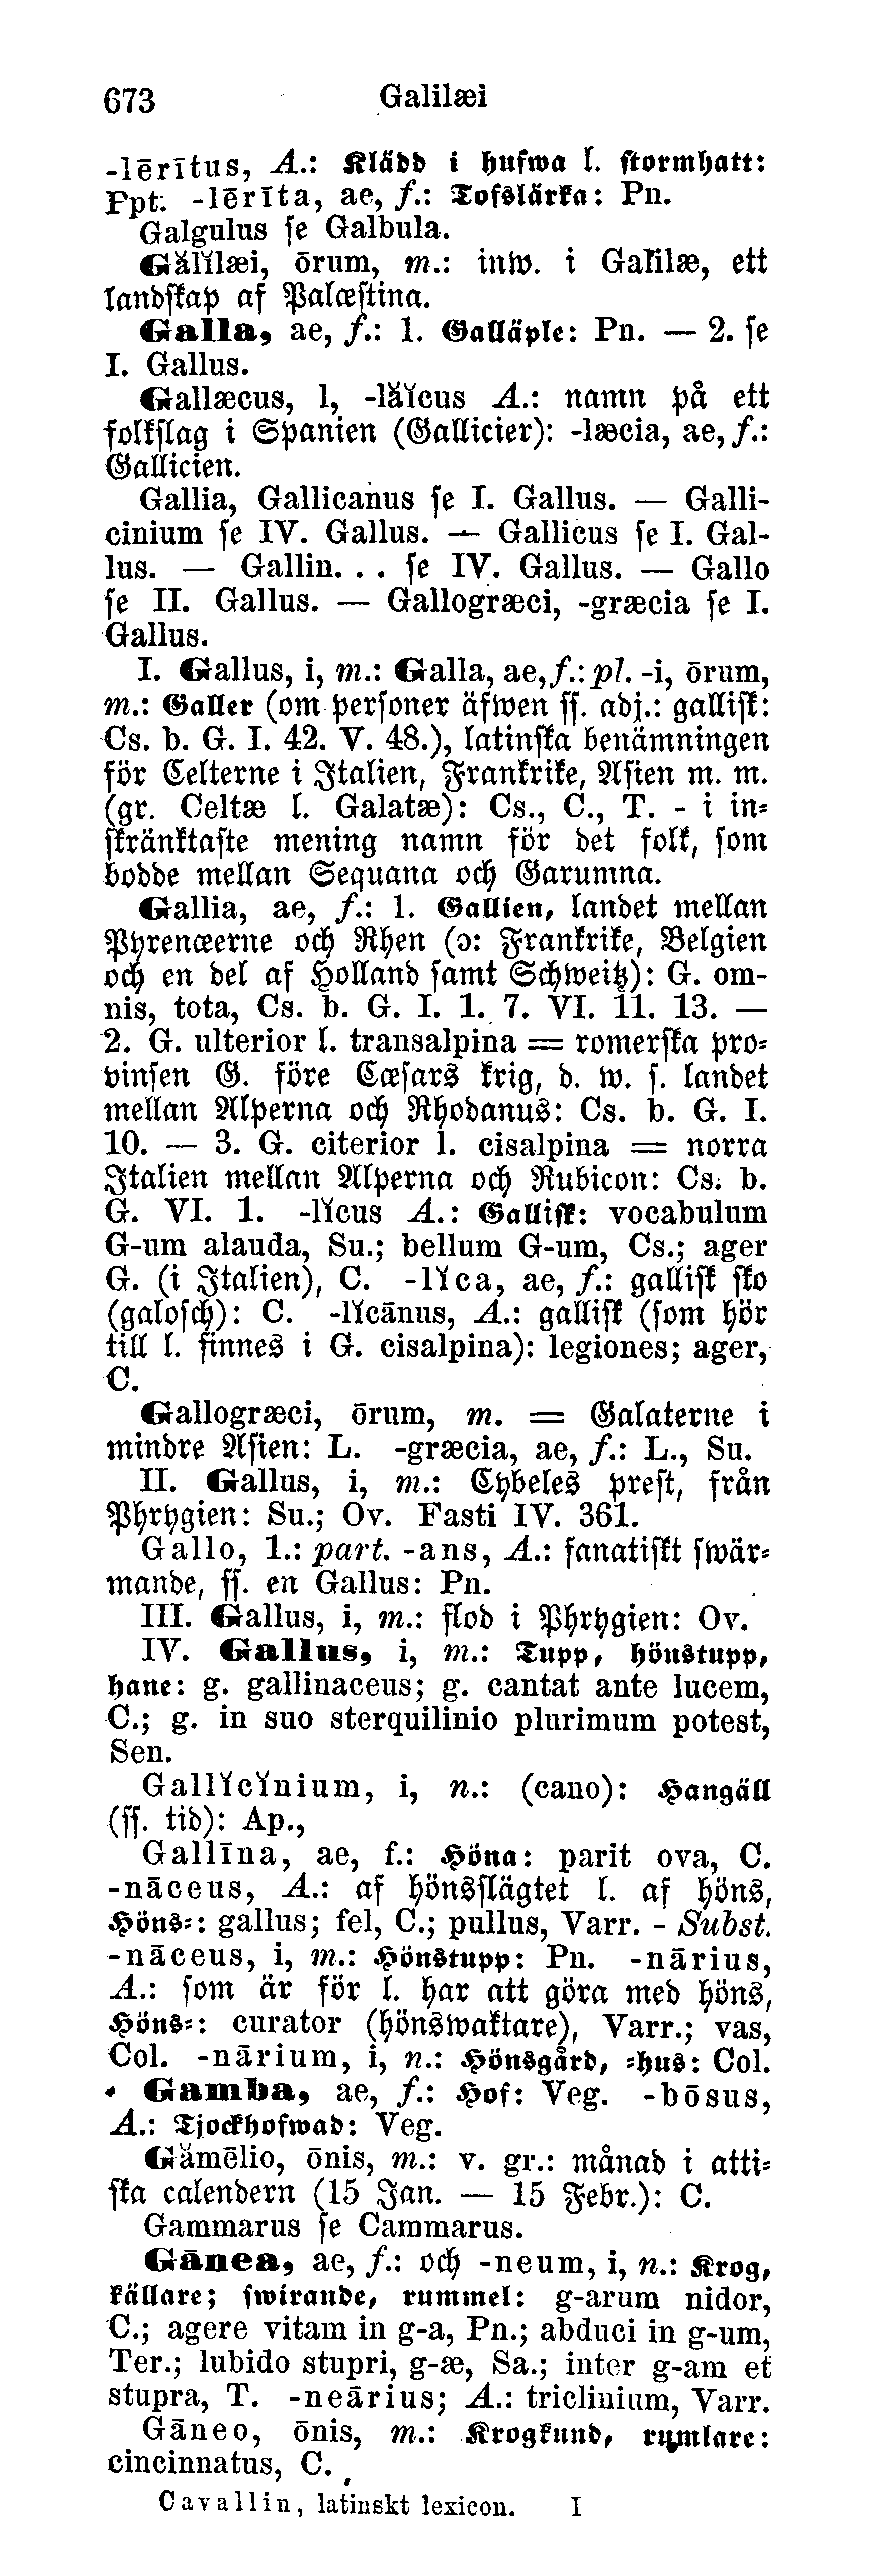 673 Galilæi
-lērītus, A.: Klädd i hufwa l. stormhatt:
Ppt. -lērīta, ae, f.: Tofslärka: Pn.
Galgulus se Galbula.
Gălĭlæi, ōrum, m.: inw. i Galilæ, ett
landskap af Palæstina.
Galla, ae, f.: 1. Galläple: Pn. — 2. se
I. Gallus.
Gallæcus, l, -lăĭcus A.: namn på ett
folkslag i Spanien (Gallicier): -læcia, ae, f.:
Gallicien.
Gallia, Gallicanus se I. Gallus. — Galli-
cinium se IV. Gallus. — Gallicus se I. Gal-
lus. — Gallin... se IV. Gallus. — Gallo
se II. Gallus. — Gallogræci, -græcia se I.
Gallus.
I. Gallus, i, m.: Galla, ae, f.: pl. -i, ōrum,
m.: Galler (om personer äfwen ss. adj.: gallisk:
Cs. b. G. I. 42. V. 48.), latinska benämningen
för Celterne i Italien, Frankrike, Asien m. m.
(gr. Celtæ l. Galatæ): Cs., C., T. - i in-
skränktaste mening namn för det folk, som
bodde mellan Sequana och Garumna.
Gallia, ae, f.: 1. Gallien, landet mellan
Pyrenæerne och Rhen (ɔ: Frankrike, Belgien
och en del af Holland samt Schweitz): G. om-
nis, tota, Cs. b. G. I. 1. 7. VI. 11. 13. —
2. G. ulterior l. transalpina = romerska pro-
vinsen G. före Cæsars krig, d. w. s. landet
mellan Alperna och Rhodanus: Cs. b. G. I.
10. — 3. G. citerior l. cisalpina = norra
Italien mellan Alperna och Rubicon: Cs. b.
G. VI. 1. -lĭcus A.: Gallisk: vocabulum
G-um alauda, Su.; bellum G-um, Cs.; ager
G. (i Italien), C. -lĭca, ae, f.: gallisk sko
(galosch): C. -lĭcānus, A.: gallisk (som hör
till l. finnes i G. cisalpina): legiones; ager,
C.
Gallogræci, ōrum, m. = Galaterne i
mindre Asien: L. -græcia, ae, f.: L., Su.
II. Gallus, i, m.: Cybeles prest, från
Phrygien: Su.; Ov. Fasti IV. 361.
Gallo, 1.: part. -ans, A.: fanatiskt swär-
mande, ss. en Gallus: Pn.
III. Gallus, i, m.: flod i Phrygien: Ov.
IV. Gallus, i, m.: Tupp, hönstupp,
hane: g. gallinaceus; g. cantat ante lucem,
C.; g. in suo sterquilinio plurimum potest,
Sen.
Gallĭcĭnium, i, n.: (cano): Hangäll
(ss. tid): Ap.,
Gallīna, ae, f.: Höna: parit ova, C.
-nāceus, A.: af hönsslägtet l. af höns,
Höns-: gallus; fel, C.; pullus, Varr. - Subst.
-nāceus, i, m.: Hönstupp: Pn. -nārius,
A.: som är för l. har att göra med höns,
Höns-: curator (hönswaktare), Varr.; vas,
Col. -nārium, i, n.: Hönsgård, -hus: Col.
Gamba, ae, f.: Hof: Veg. -bōsus,
A.: Tjockhofwad: Veg.
Gămēlio, ōnis, m.: v. gr.: månad i atti-
ska calendern (15 Jan. — 15 Febr.): C.
Gammarus se Cammarus.
Gānea, ae, f.: och -neum, i, n.: Krog,
källare; swirande, rummel: g-arum nidor,
C.; agere vitam in g-a, Pn.; abduci in g-um,
Ter.; lubido stupri, g-æ, Sa.; inter g-am et
stupra, T. -neārius; A.: triclinium, Varr.
Gāneo, ōnis, m.: Krogkund, rumlare:
cincinnatus, C.
Cavallin, latinskt lexicon. I